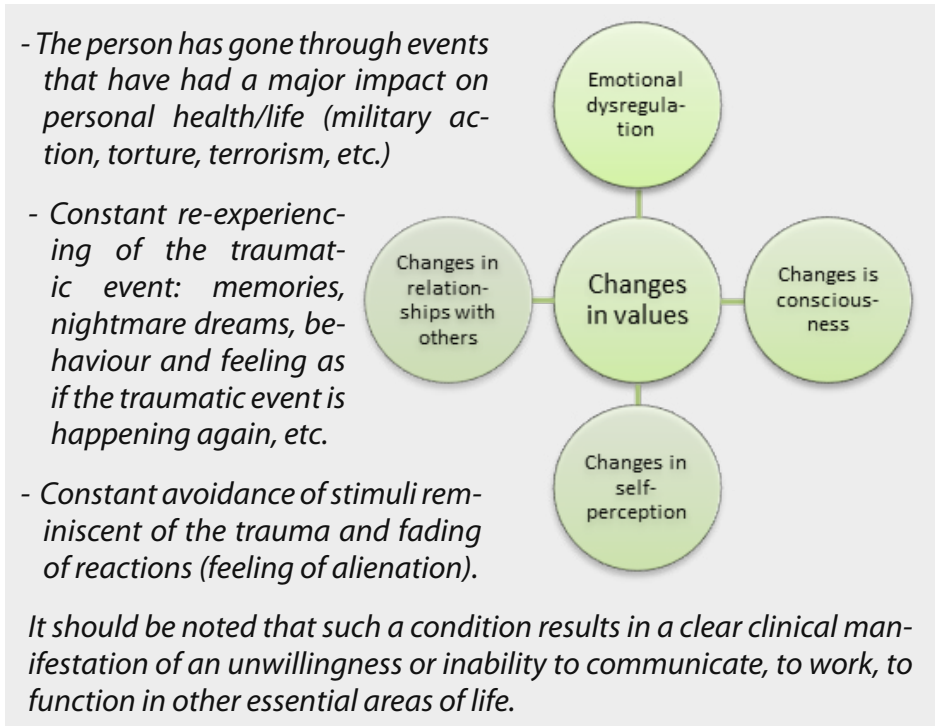 - The person has gone through events
that have had a major impact on
personal health/life (military ac-
tion, torture, terrorism, etc.)
- Constant re-experienc-
ing of the traumat-
ic event: memories,
nightmare dreams, be-
haviour and feeling as
if the traumatic event is
happening again, etc.
- Constant avoidance of stimuli rem-
iniscent of the trauma and fading
of reactions (feeling of alienation).
Emotional
dysregula-
tion
Changes in
relation-
ships with
others
Changes
in values
Changes is
conscious-
ness
Changes in
self-
perception
It should be noted that such a condition results in a clear clinical man-
ifestation of an unwillingness or inability to communicate, to work, to
function in other essential areas of life.